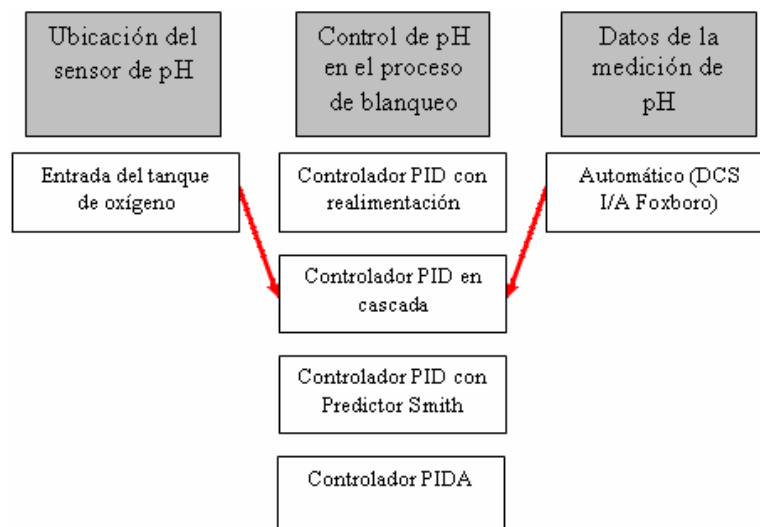 Ubicación del
sensor de pH
Control de pH
en el proceso
de blanqueo
Datos de la
medición de
pH
Entrada del tanque
de oxígeno
Controlador PID con
realimentación
Automático (DCS
I/A Foxboro)
Controlador PID en
cascada
Controlador PID con
Predictor Smith
Controlador PIDA